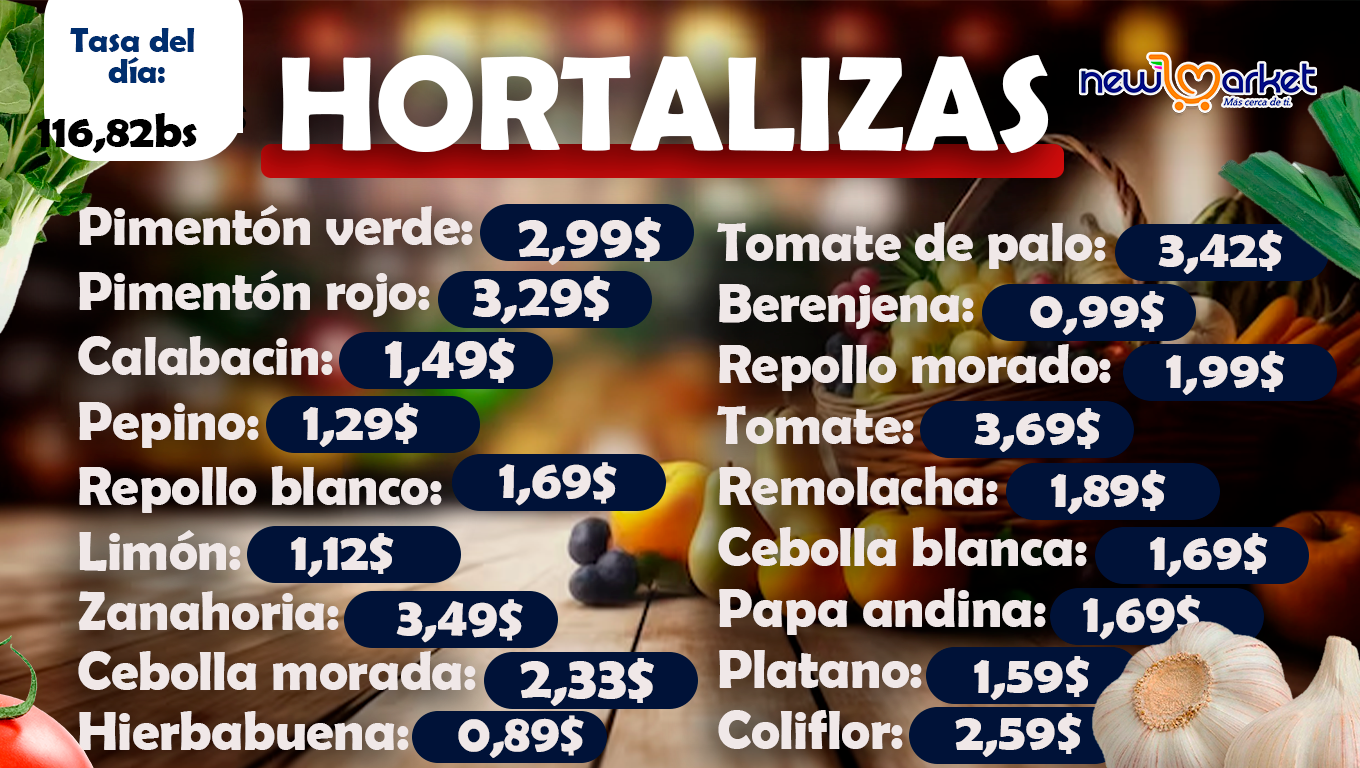 Tasa del
día:
116,82bs
HORTALIZAS
new market
Más cerca de ti.
Pimentón verde: 2,99$
Pimentón rojo: 3,29$
Calabacin: 1,49$
Pepino: 1,29$
Repollo blanco: 1,69$
Limón: 1,12$
Zanahoria: 3,49$
Cebolla morada: 2,33$
Hierbabuena: 0,89$
Tomate de palo: 3,42$
Berenjena: 0,99$
Repollo morado: 1,99$
Tomate: 3,69$
Remolacha: 1,89$
Cebolla blanca: 1,69$
Papa andina: 1,69$
Platano: 1,59$
Coliflor: 2,59$